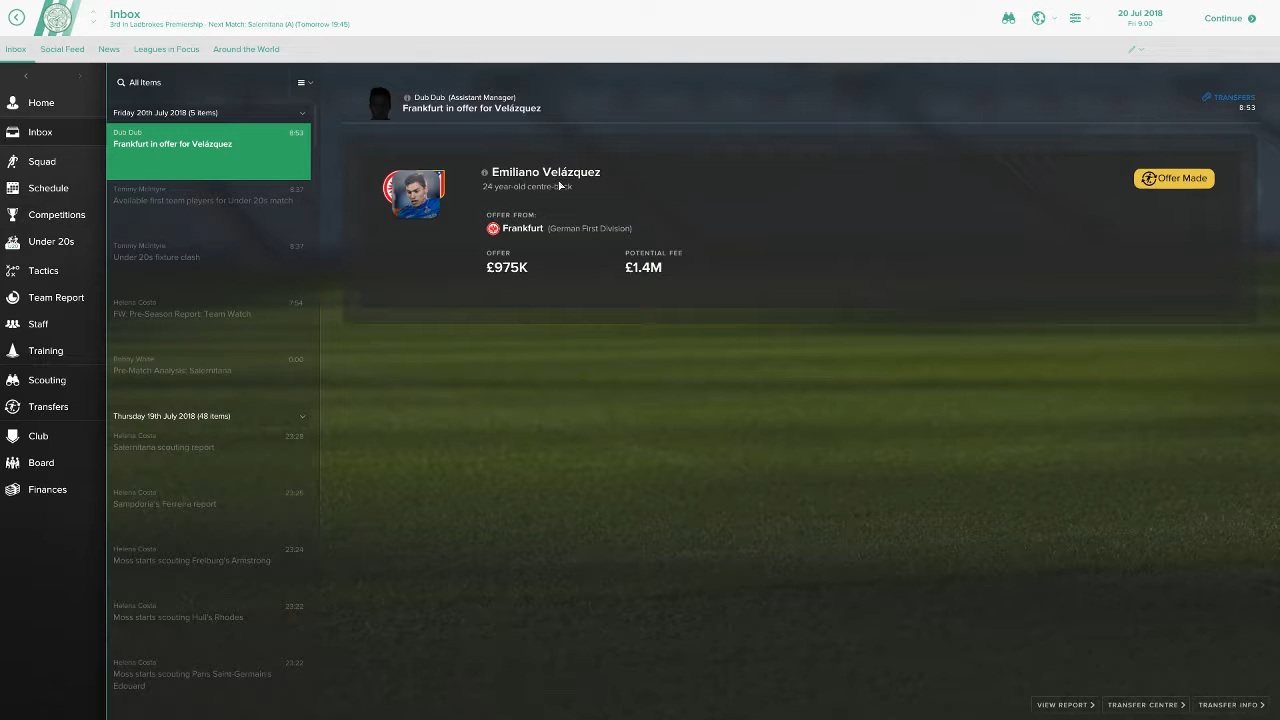 Inbox
3rd in Ladbrokes Premiership - Next Match: Salernitana (A) (Tomorrow 19:45)
20 Jul 2018
Fri 9:00
Continue
Inbox
Social Feed
News
Leagues in Focus
Around the World
Home
Inbox
Squad
Schedule
Competitions
Under 20s
Tactics
Team Report
Staff
Training
Scouting
Transfers
Club
Board
Finances
All Items
Friday 20th July 2018 (5 items)
Dub Dub 8:53
Frankfurt in offer for Velázquez
Tommy McIntyre 8:37
Available first team players for Under 20s match
Tommy McIntyre 8:37
Under 20s fixture clash
Helena Costa 7:54
FW: Pre-Season Report: Team Watch
Bobby White 0:00
Pre-Match Analysis: Salernitana
Thursday 19th July 2018 (48 items)
Helena Costa 23:28
Salernitana scouting report
Helena Costa 23:25
Sampdoria's Ferreira report
Helena Costa 23:24
Moss starts scouting Freiburg's Armstrong
Helena Costa 23:22
Moss starts scouting Hull's Rhodes
Helena Costa 23:22
Moss starts scouting Paris Saint-Germain's
Edouard
Dub Dub (Assistant Manager)
Frankfurt in offer for Velázquez
TRANSFERS
8:53
Emiliano Velázquez
24 year-old centre-back
Offer Made
OFFER FROM:
Frankfurt (German First Division)
OFFER POTENTIAL FEE
£975K £1.4M
VIEW REPORT
TRANSFER CENTRE
TRANSFER INFO